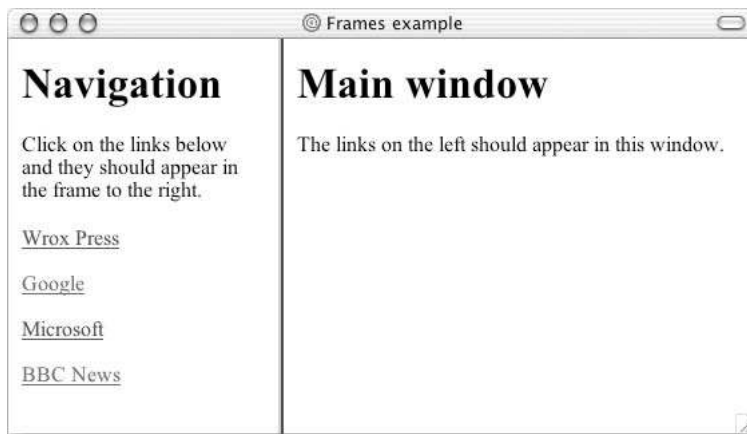 Frames example
Navigation
Click on the links below
and they should appear in
the frame to the right.
Wrox Press
Google
Microsoft
BBC News
Main window
The links on the left should appear in this window.